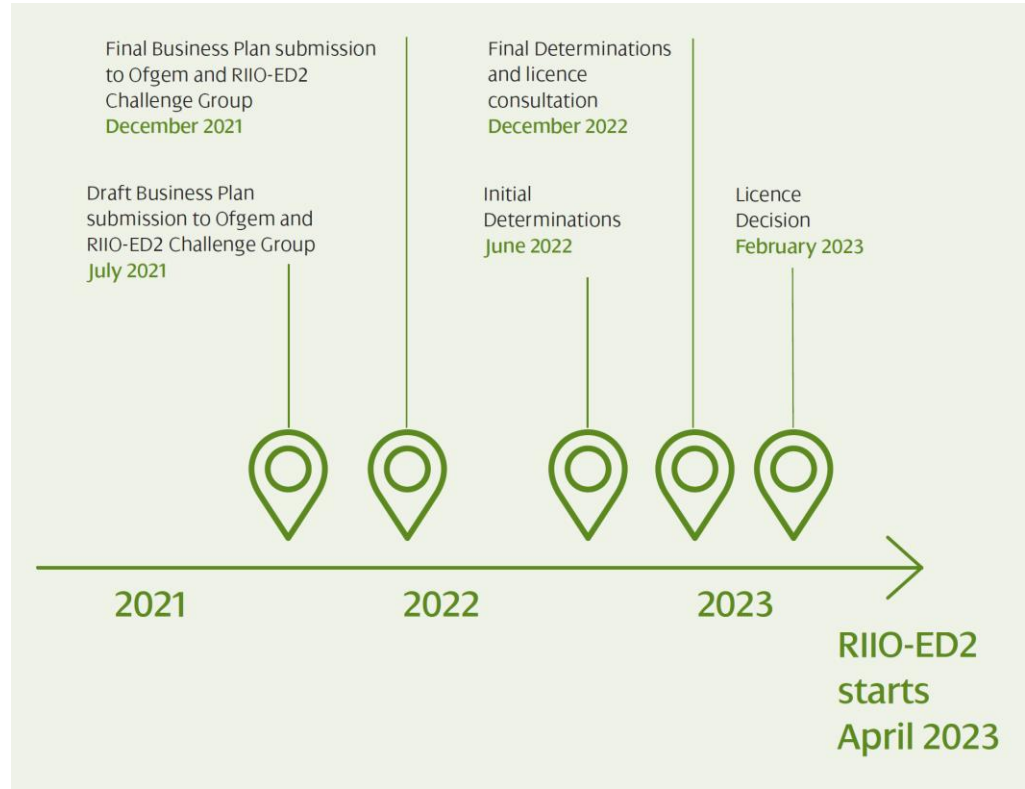 Final Business Plan submission
to Ofgem and RIIO-ED2
Challenge Group
December 2021
Final Determinations
and licence
consultation
December 2022
Draft Business Plan
submission to Ofgem and
RIIO-ED2 Challenge Group
July 2021
Initial
Determinations
June 2022
Licence
Decision
February 2023
2021
2022
2023
RIIO-ED2
starts
April 2023